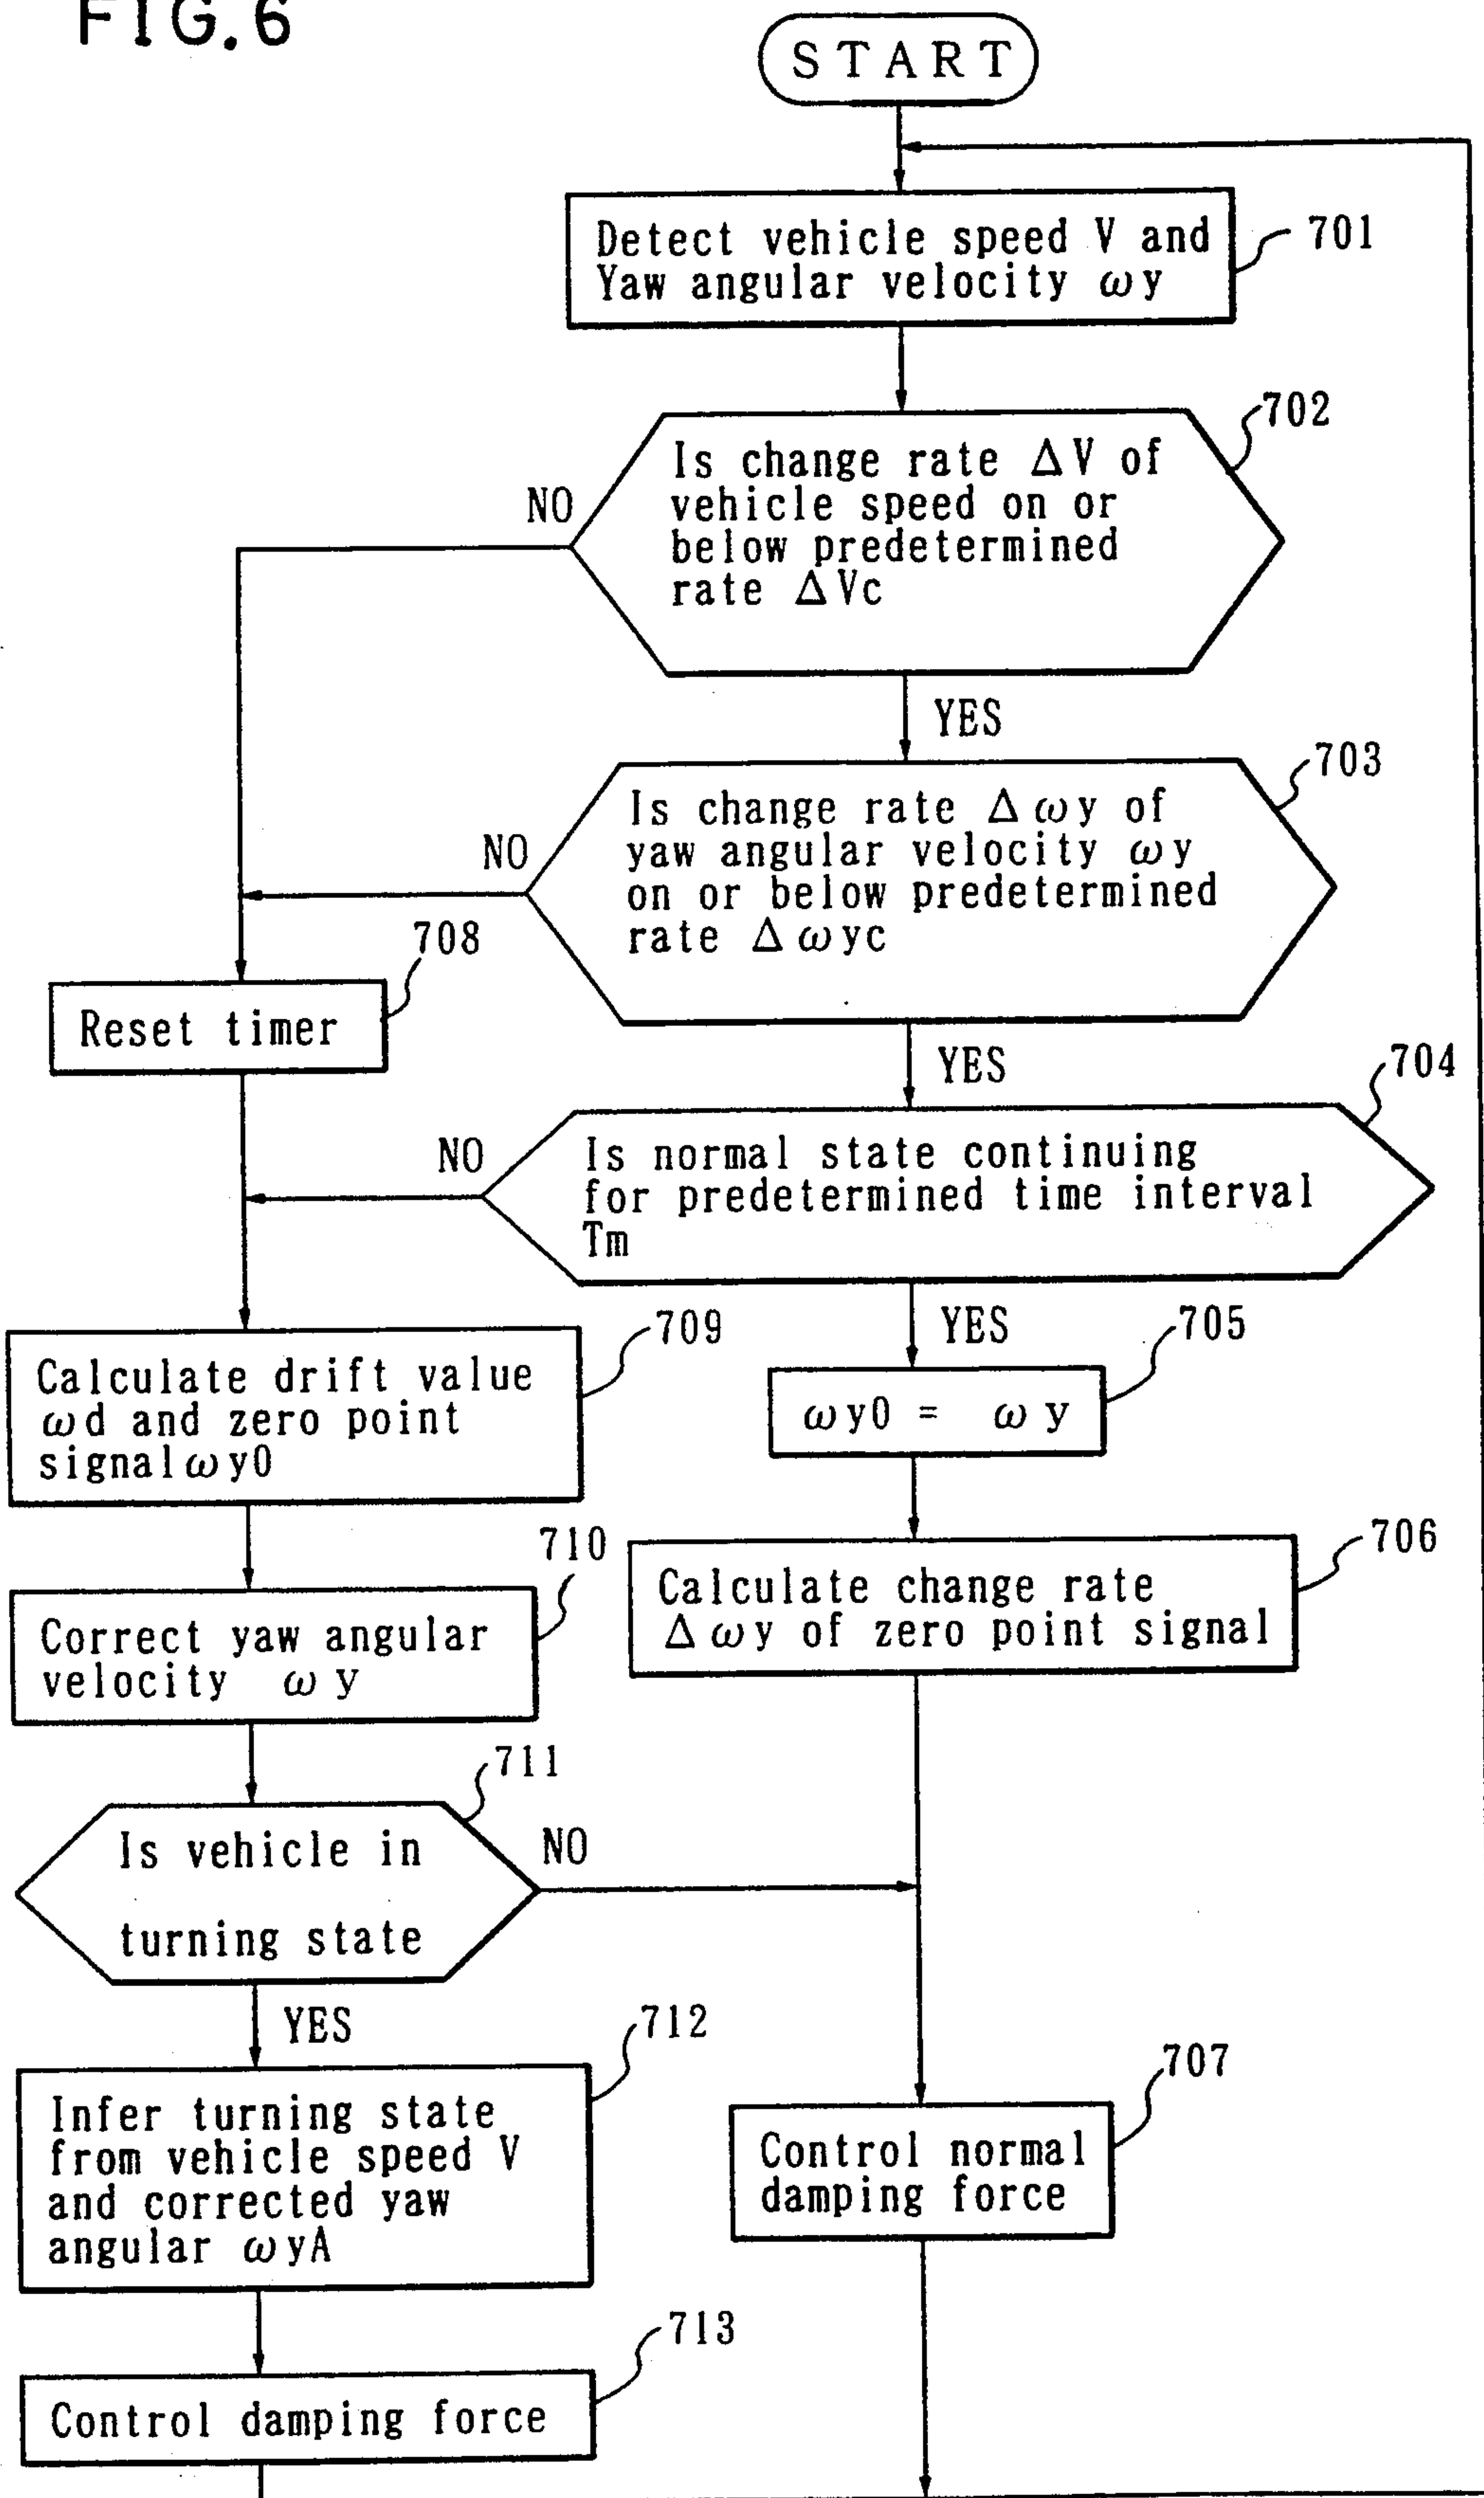 FIG.6
START
Detect vehicle speed V and
Yaw angular velocity ωy
701
Is change rate ΔV of
vehicle speed on or
below predetermined
rate ΔVc
702
NO
YES
Is change rate Δωy of
yaw angular velocity ωy
on or below predetermined
rate Δωyc
703
NO
708
Reset timer
YES
704
Is normal state continuing
for predetermined time interval
Tm
NO
YES
709
Calculate drift value
ωd and zero point
signalωy0
705
ωy0 = ωy
710
Correct yaw angular
velocity ωy
706
Calculate change rate
Δωy of zero point signal
711
Is vehicle in
turning state
NO
YES
712
Infer turning state
from vehicle speed V
and corrected yaw
angular ωyA
707
Control normal
damping force
713
Control damping force